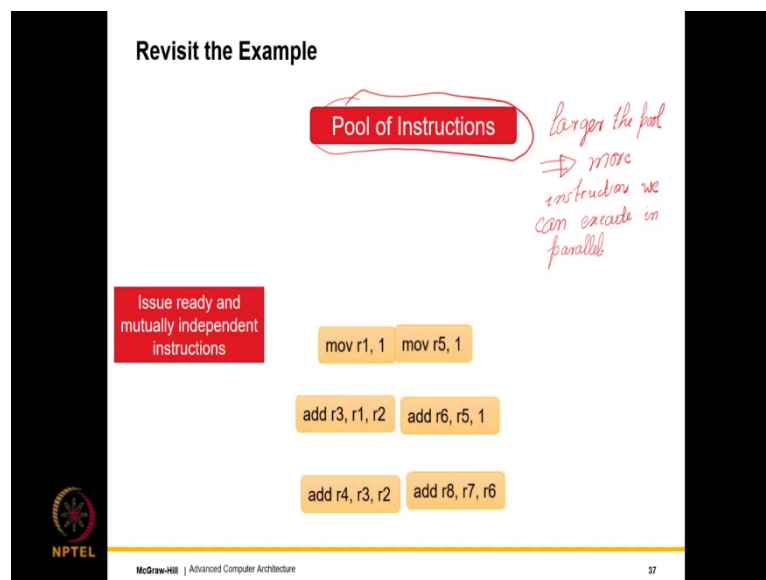 Revisit the Example
Pool of Instructions
Larger the pool
⇒ more
instruction we
can execute in
parallel.
Issue ready and
mutually independent
instructions
mov r1, 1 mov r5, 1
add r3, r1, r2 add r6, r5, 1
add r4, r3, r2 add r8, r7, r6
NPTEL
McGraw-Hill | Advanced Computer Architecture
37